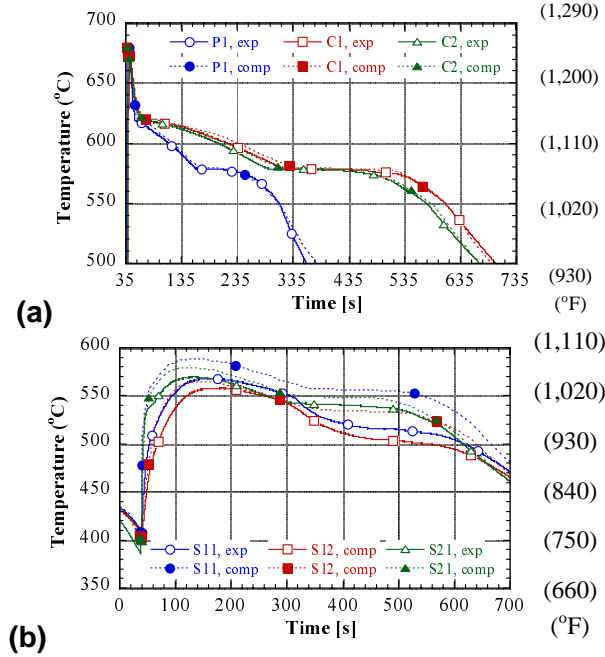 700
(1,290)
P1, exp
C1, exp
C2, exp
P1, comp
C1, comp
C2, comp
650
(1,200)
Temperature (°C)
600
(1,110)
550
(1,020)
500
(930)
35
135
235
335
435
535
635
735
(°F)
Time [s]
(a)
600
(1,110)
550
(1,020)
Temperature (°C)
500
(930)
450
(840)
400
(750)
S11, exp
S12, comp
S21, exp
S11, comp
S12, comp
S21, comp
350
(660)
0
100
200
300
400
500
600
700
(°F)
Time [s]
(b)